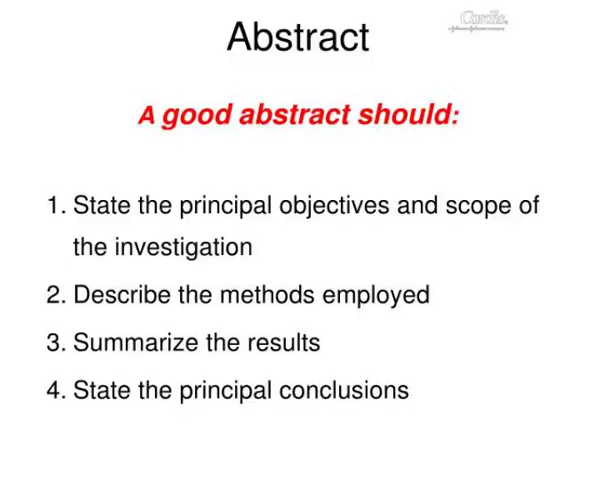 Abstract
Cordis.
A good abstract should:
1. State the principal objectives and scope of
the investigation
2. Describe the methods employed
3. Summarize the results
4. State the principal conclusions